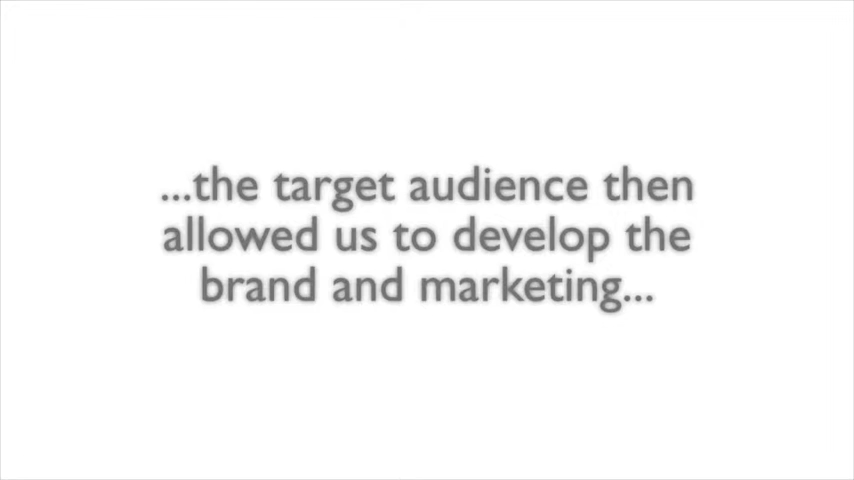 ...the target audience then
allowed us to develop the
brand and marketing...